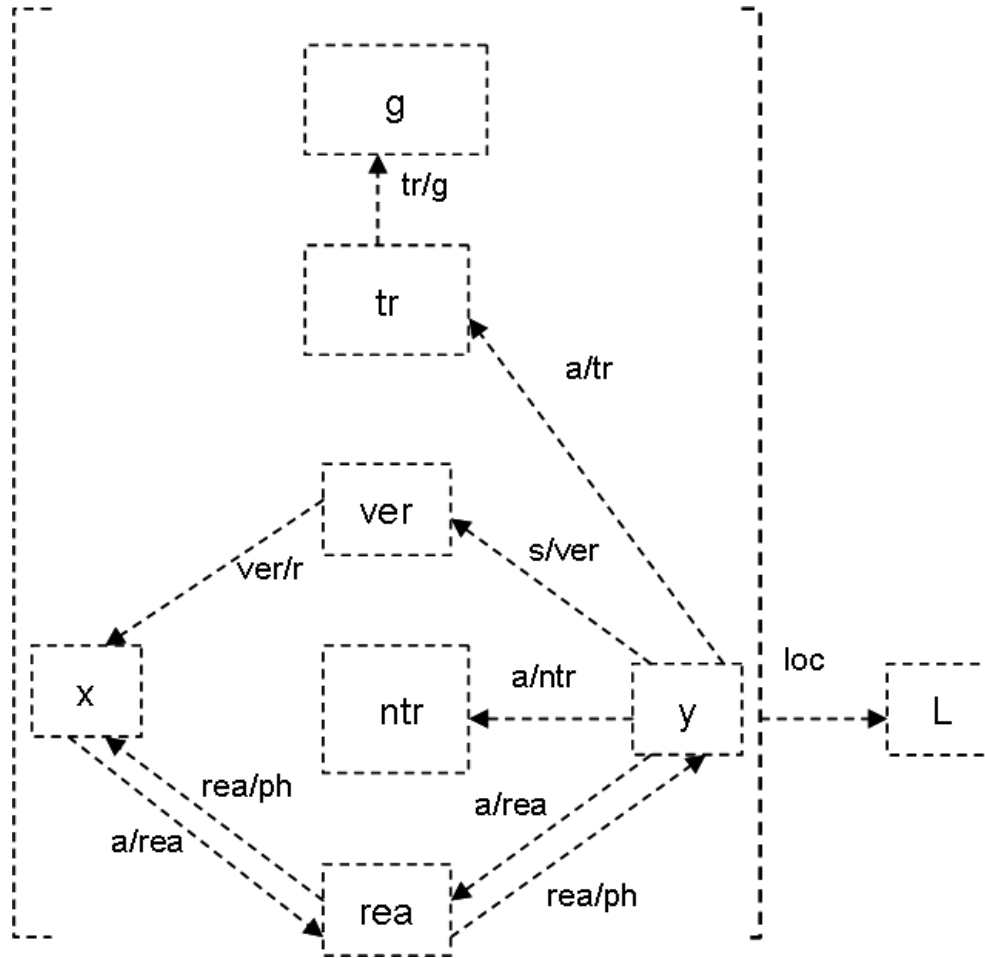 g
tr/g
tr
a/tr
ver
s/ver
ver/r
loc
x
a/ntr
ntr
y
L
rea/ph
a/rea
a/rea
rea/ph
rea